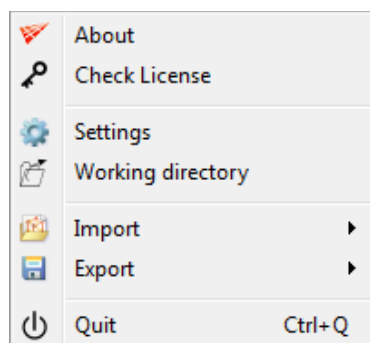 About
Check License
Settings
Working directory
Import
Export
Quit Ctrl+Q